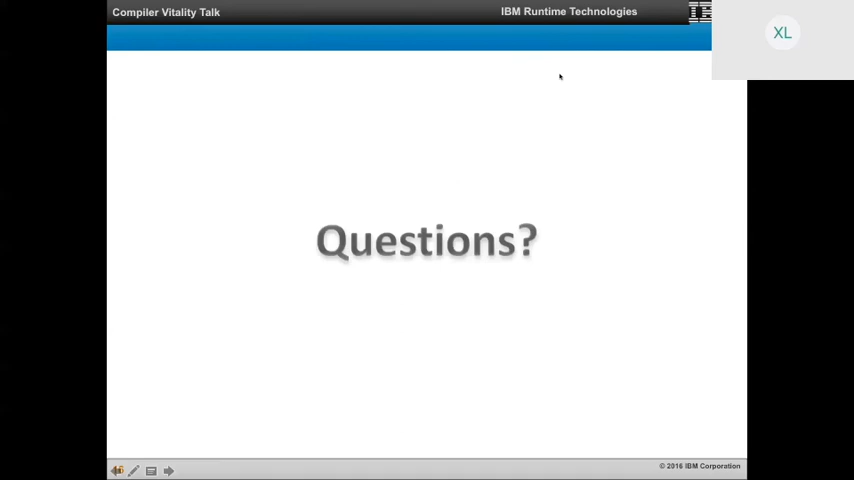 Compiler Vitality Talk
IBM Runtime Technologies
XL
Questions?
© 2016 IBM Corporation